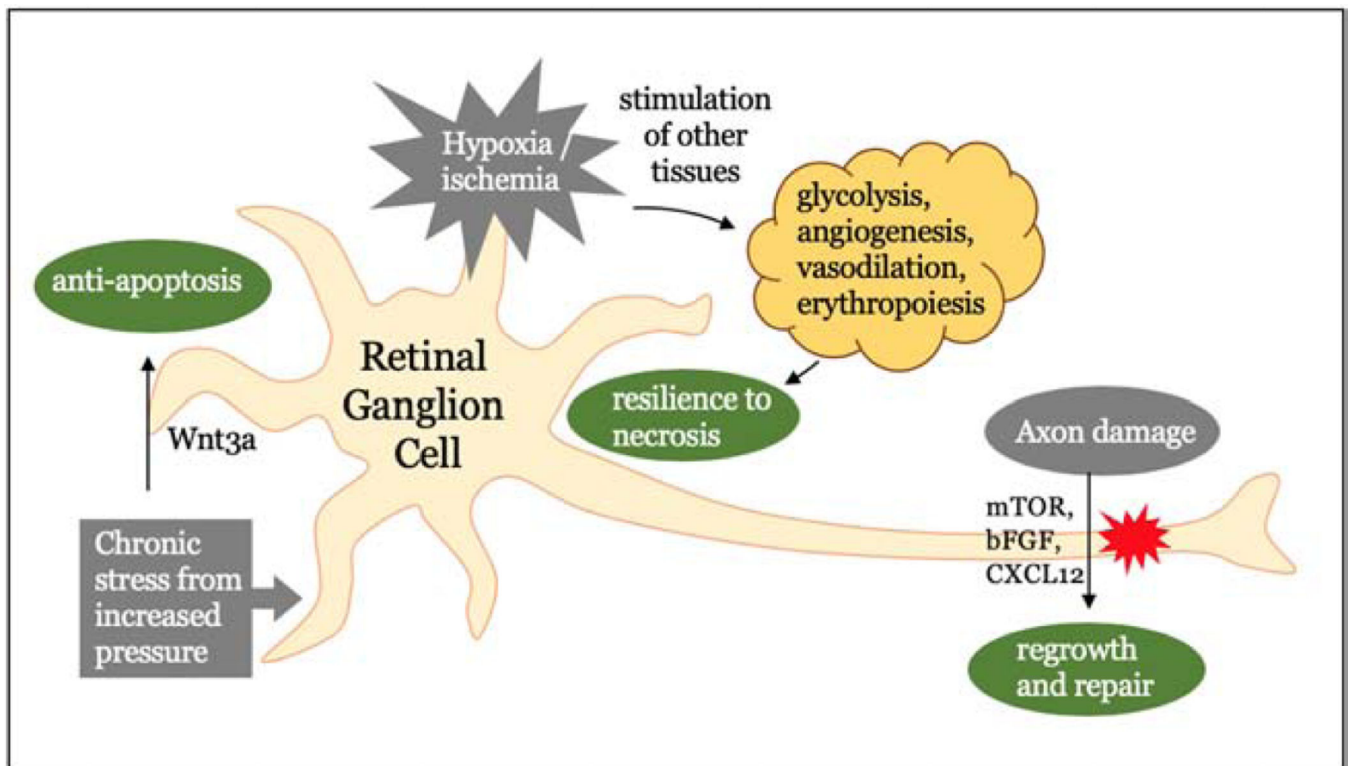 Hypoxia /
ischemia
stimulation
of other
tissues
glycolysis,
angiogenesis,
vasodilation,
erythropoiesis
anti-apoptosis
Retinal
Ganglion
Cell
resilience to
necrosis
Wnt3a
Axon damage
mTOR,
bFGF,
CXCL12
Chronic
stress from
increased
pressure
regrowth
and repair